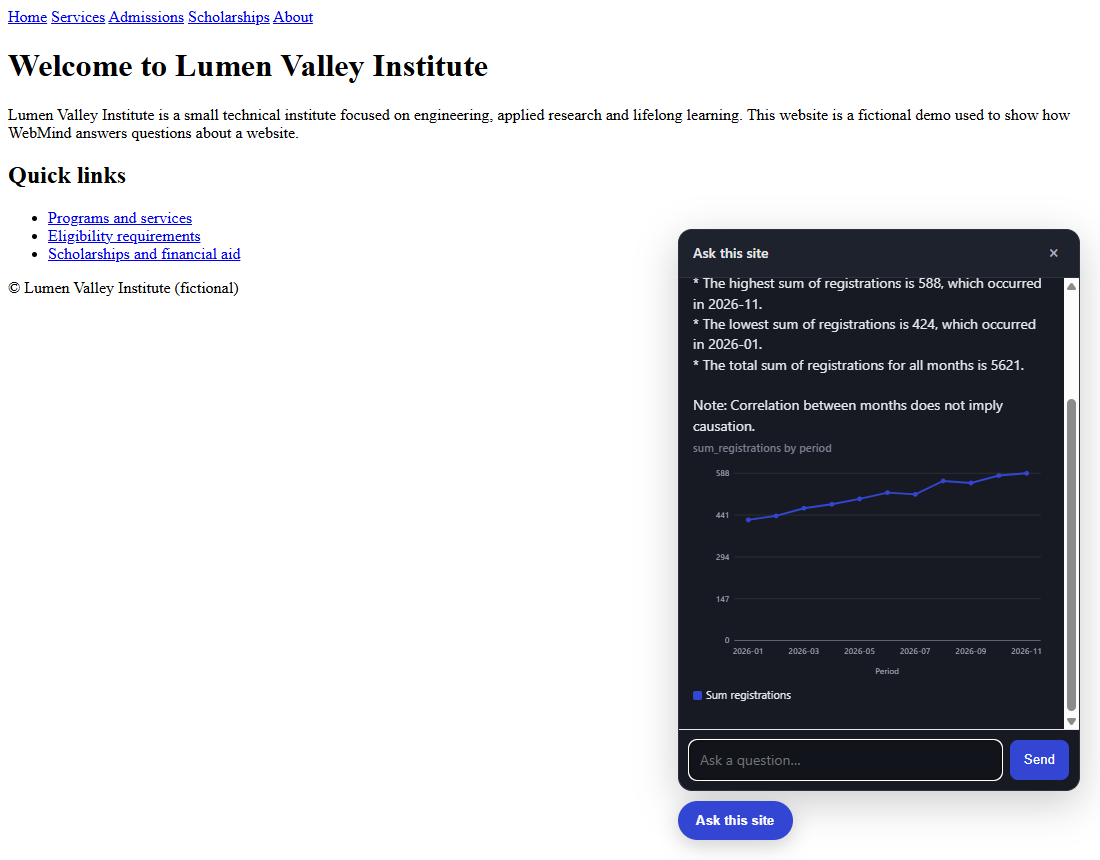 Home Services Admissions Scholarships About
Welcome to Lumen Valley Institute
Lumen Valley Institute is a small technical institute focused on engineering, applied research and lifelong learning. This website is a fictional demo used to show how
WebMind answers questions about a website.
Quick links
• Programs and services
• Eligibility requirements
• Scholarships and financial aid
© Lumen Valley Institute (fictional)
Ask this site ×
* The highest sum of registrations is 588, which occurred
in 2026-11.
* The lowest sum of registrations is 424, which occurred
in 2026-01.
* The total sum of registrations for all months is 5621.
Note: Correlation between months does not imply
causation.
sum_registrations by period
588
441
294
147
0
2026-01 2026-03 2026-05 2026-07 2026-09 2026-11
Period
Sum registrations
Ask a question... Send
Ask this site